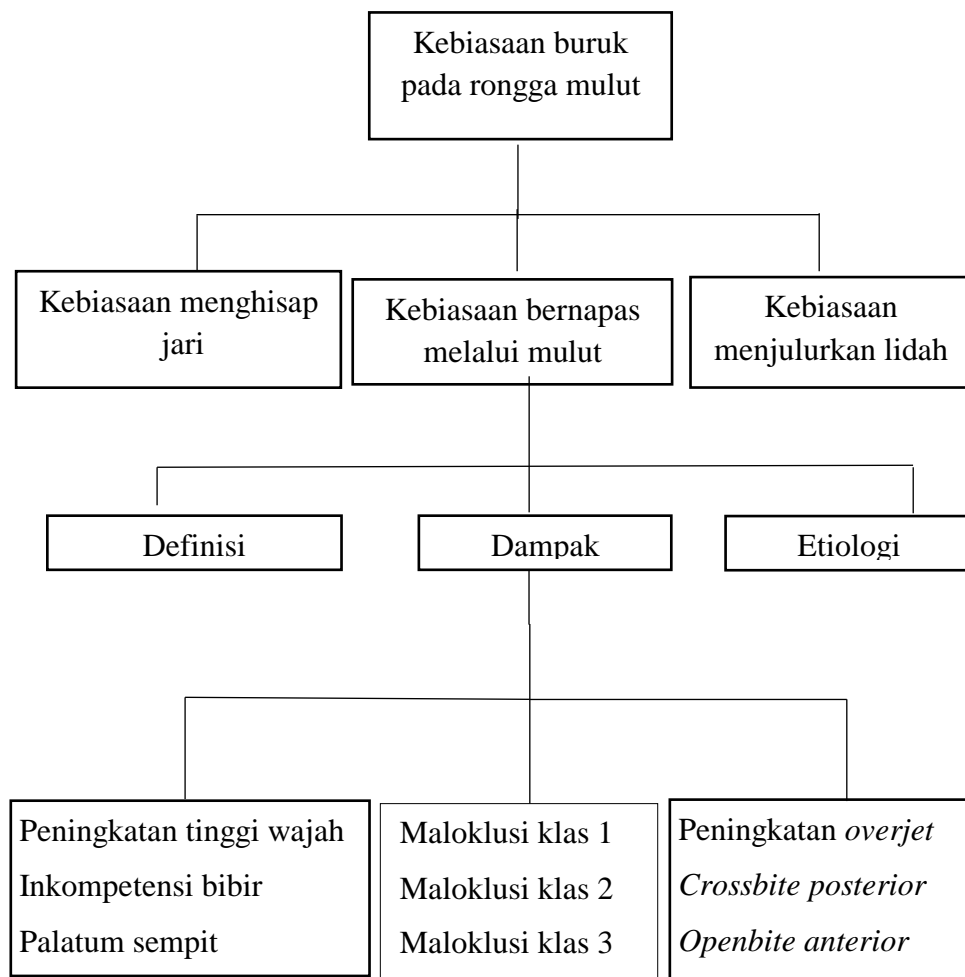 Kebiasaan buruk
pada rongga mulut
Kebiasaan menghisap
jari
Kebiasaan bernapas
melalui mulut
Kebiasaan
menjulurkan lidah
Definisi
Dampak
Etiologi
Peningkatan tinggi wajah
Inkompetensi bibir
Palatum sempit
Maloklusi klas 1
Maloklusi klas 2
Maloklusi klas 3
Peningkatan overjet
Crossbite posterior
Openbite anterior